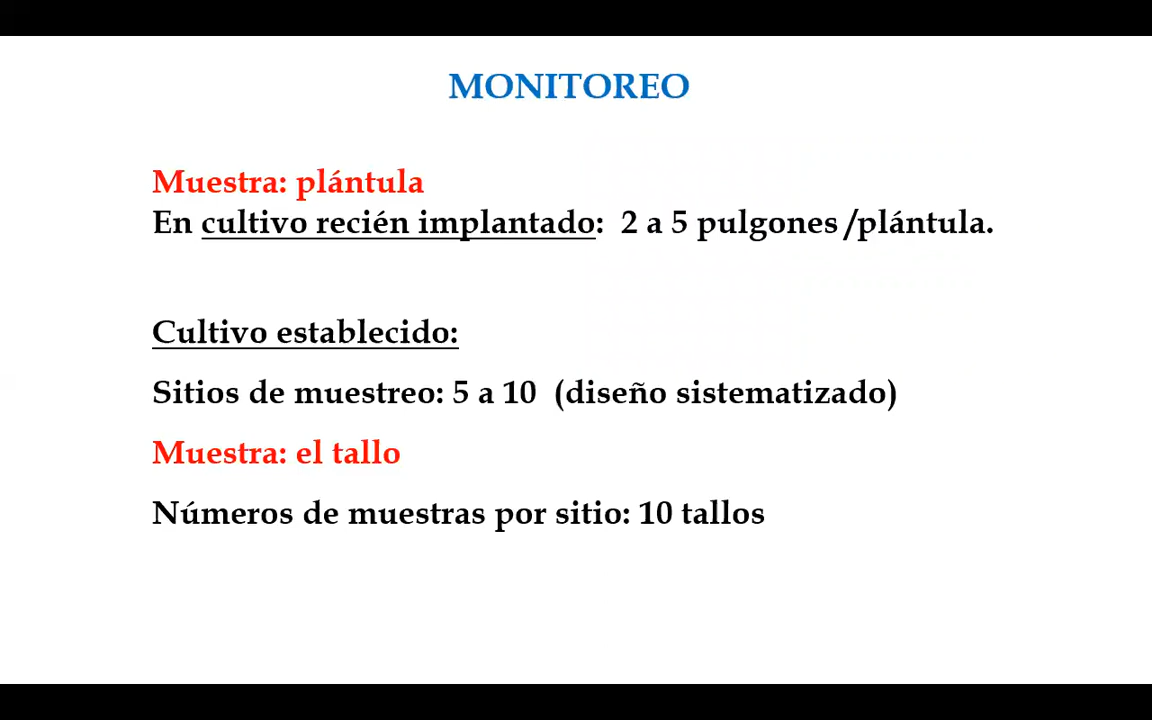 MONITOREO
Muestra: plántula
En cultivo recién implantado: 2 a 5 pulgones /plántula.
Cultivo establecido:
Sitios de muestreo: 5 a 10 (diseño sistematizado)
Muestra: el tallo
Números de muestras por sitio: 10 tallos